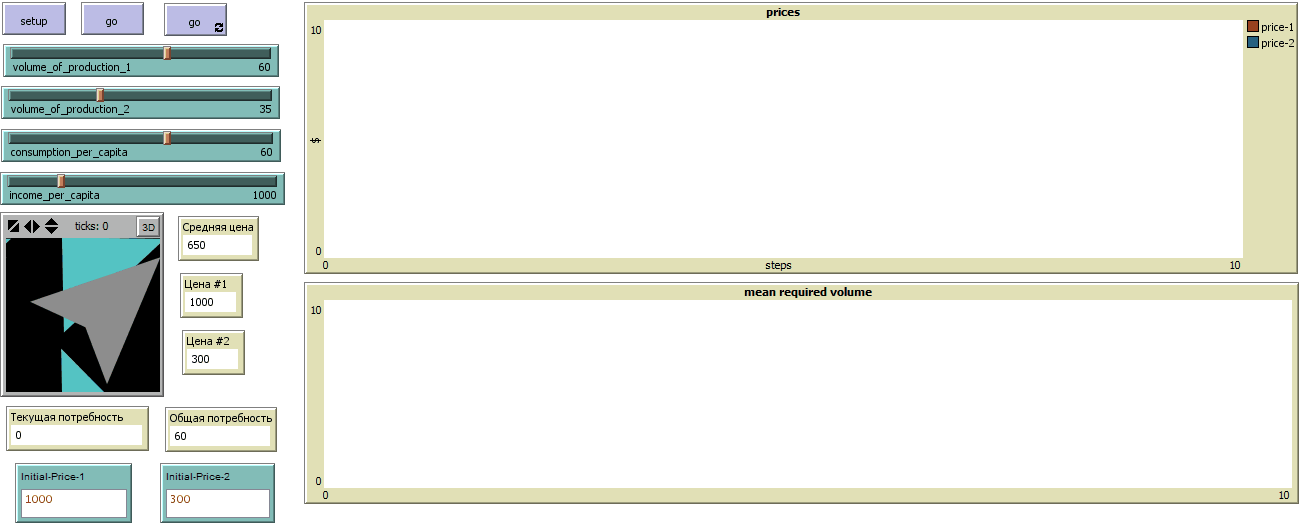 setup
go
go
volume_of_production_1 60
volume_of_production_2 35
consumption_per_capita 60
income_per_capita 1000
ticks: 0
3D
Средняя цена
650
Цена #1
1000
Цена #2
300
Текущая потребность
0
Общая потребность
60
Initial-Price-1
1000
Initial-Price-2
300
prices
10
$
0
0
steps
10
price-1
price-2
mean required volume
10
0
0
10